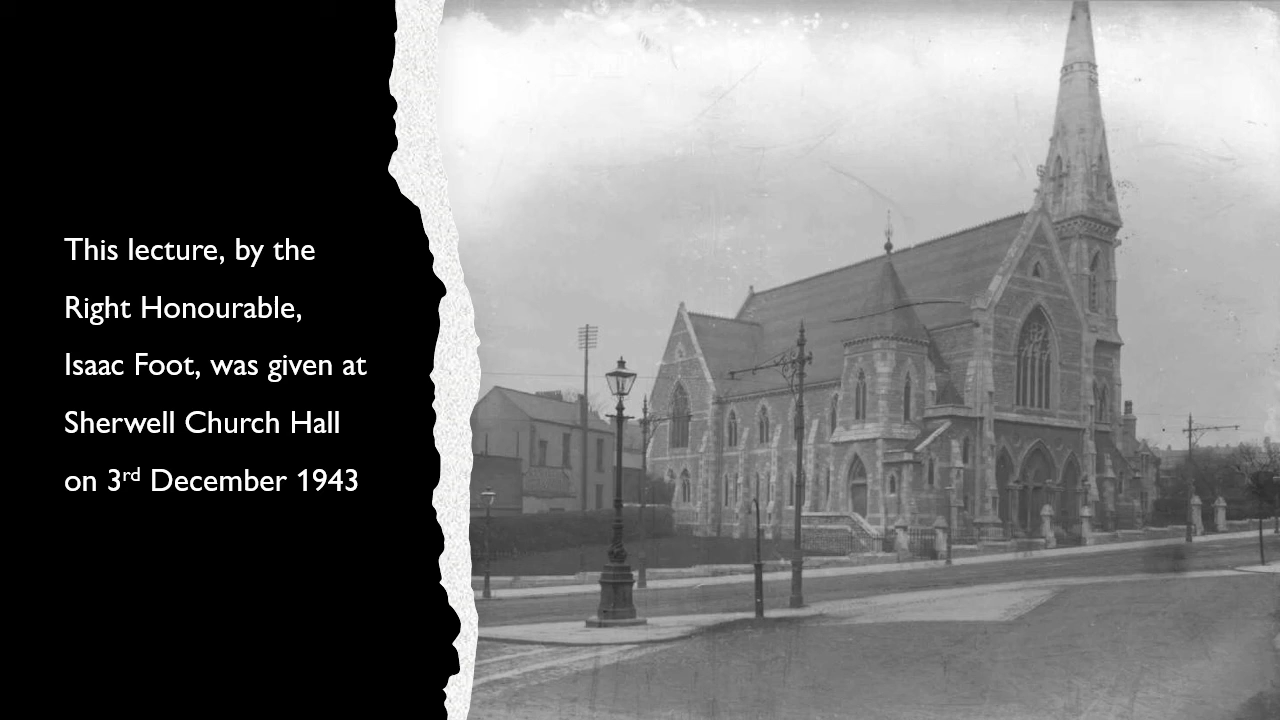 This lecture, by the
Right Honourable,
Isaac Foot, was given at
Sherwell Church Hall
on 3rd December 1943